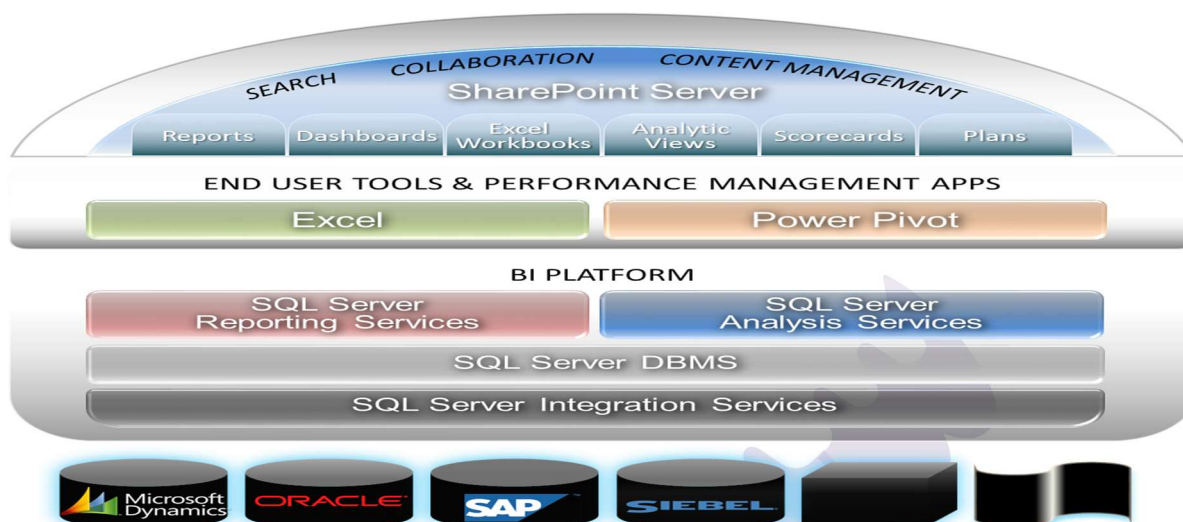 SEARCH COLLABORATION CONTENT MANAGEMENT
SharePoint Server
Reports
Dashboards
Excel
Workbooks
Analytic
Views
Scorecards
Plans
END USER TOOLS & PERFORMANCE MANAGEMENT APPS
Excel
Power Pivot
BI PLATFORM
SQL Server
Reporting Services
SQL Server
Analysis Services
SQL Server DBMS
SQL Server Integration Services
Microsoft
Dynamics
ORACLE
SAP
SIEBEL